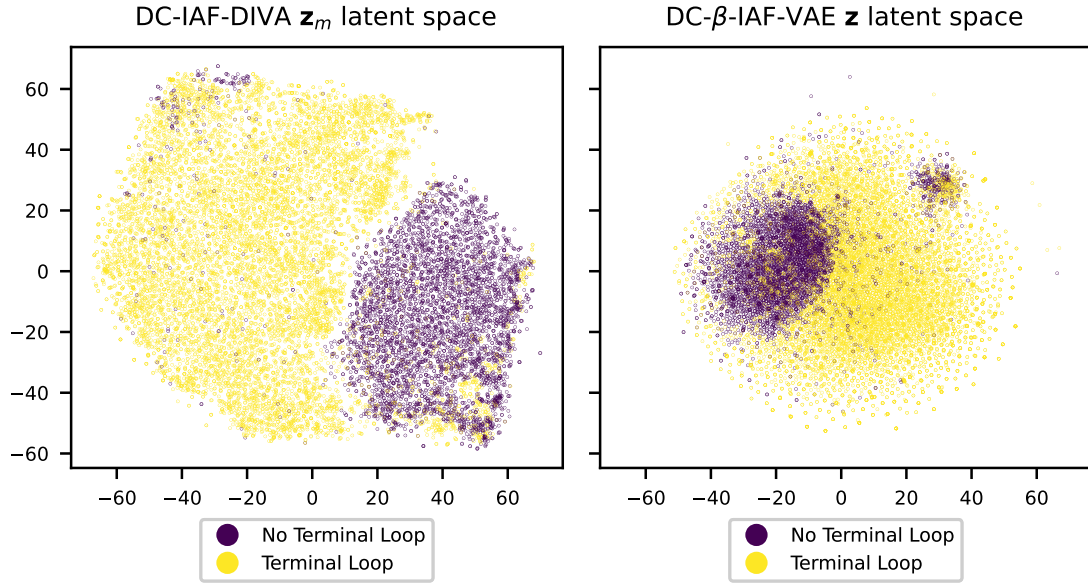 DC-IAF-DIVA z_m latent space
60
40
20
0
−20
−40
−60
−60 −40 −20 0 20 40 60
No Terminal Loop
Terminal Loop
DC-β-IAF-VAE z latent space
−60 −40 −20 0 20 40 60
No Terminal Loop
Terminal Loop